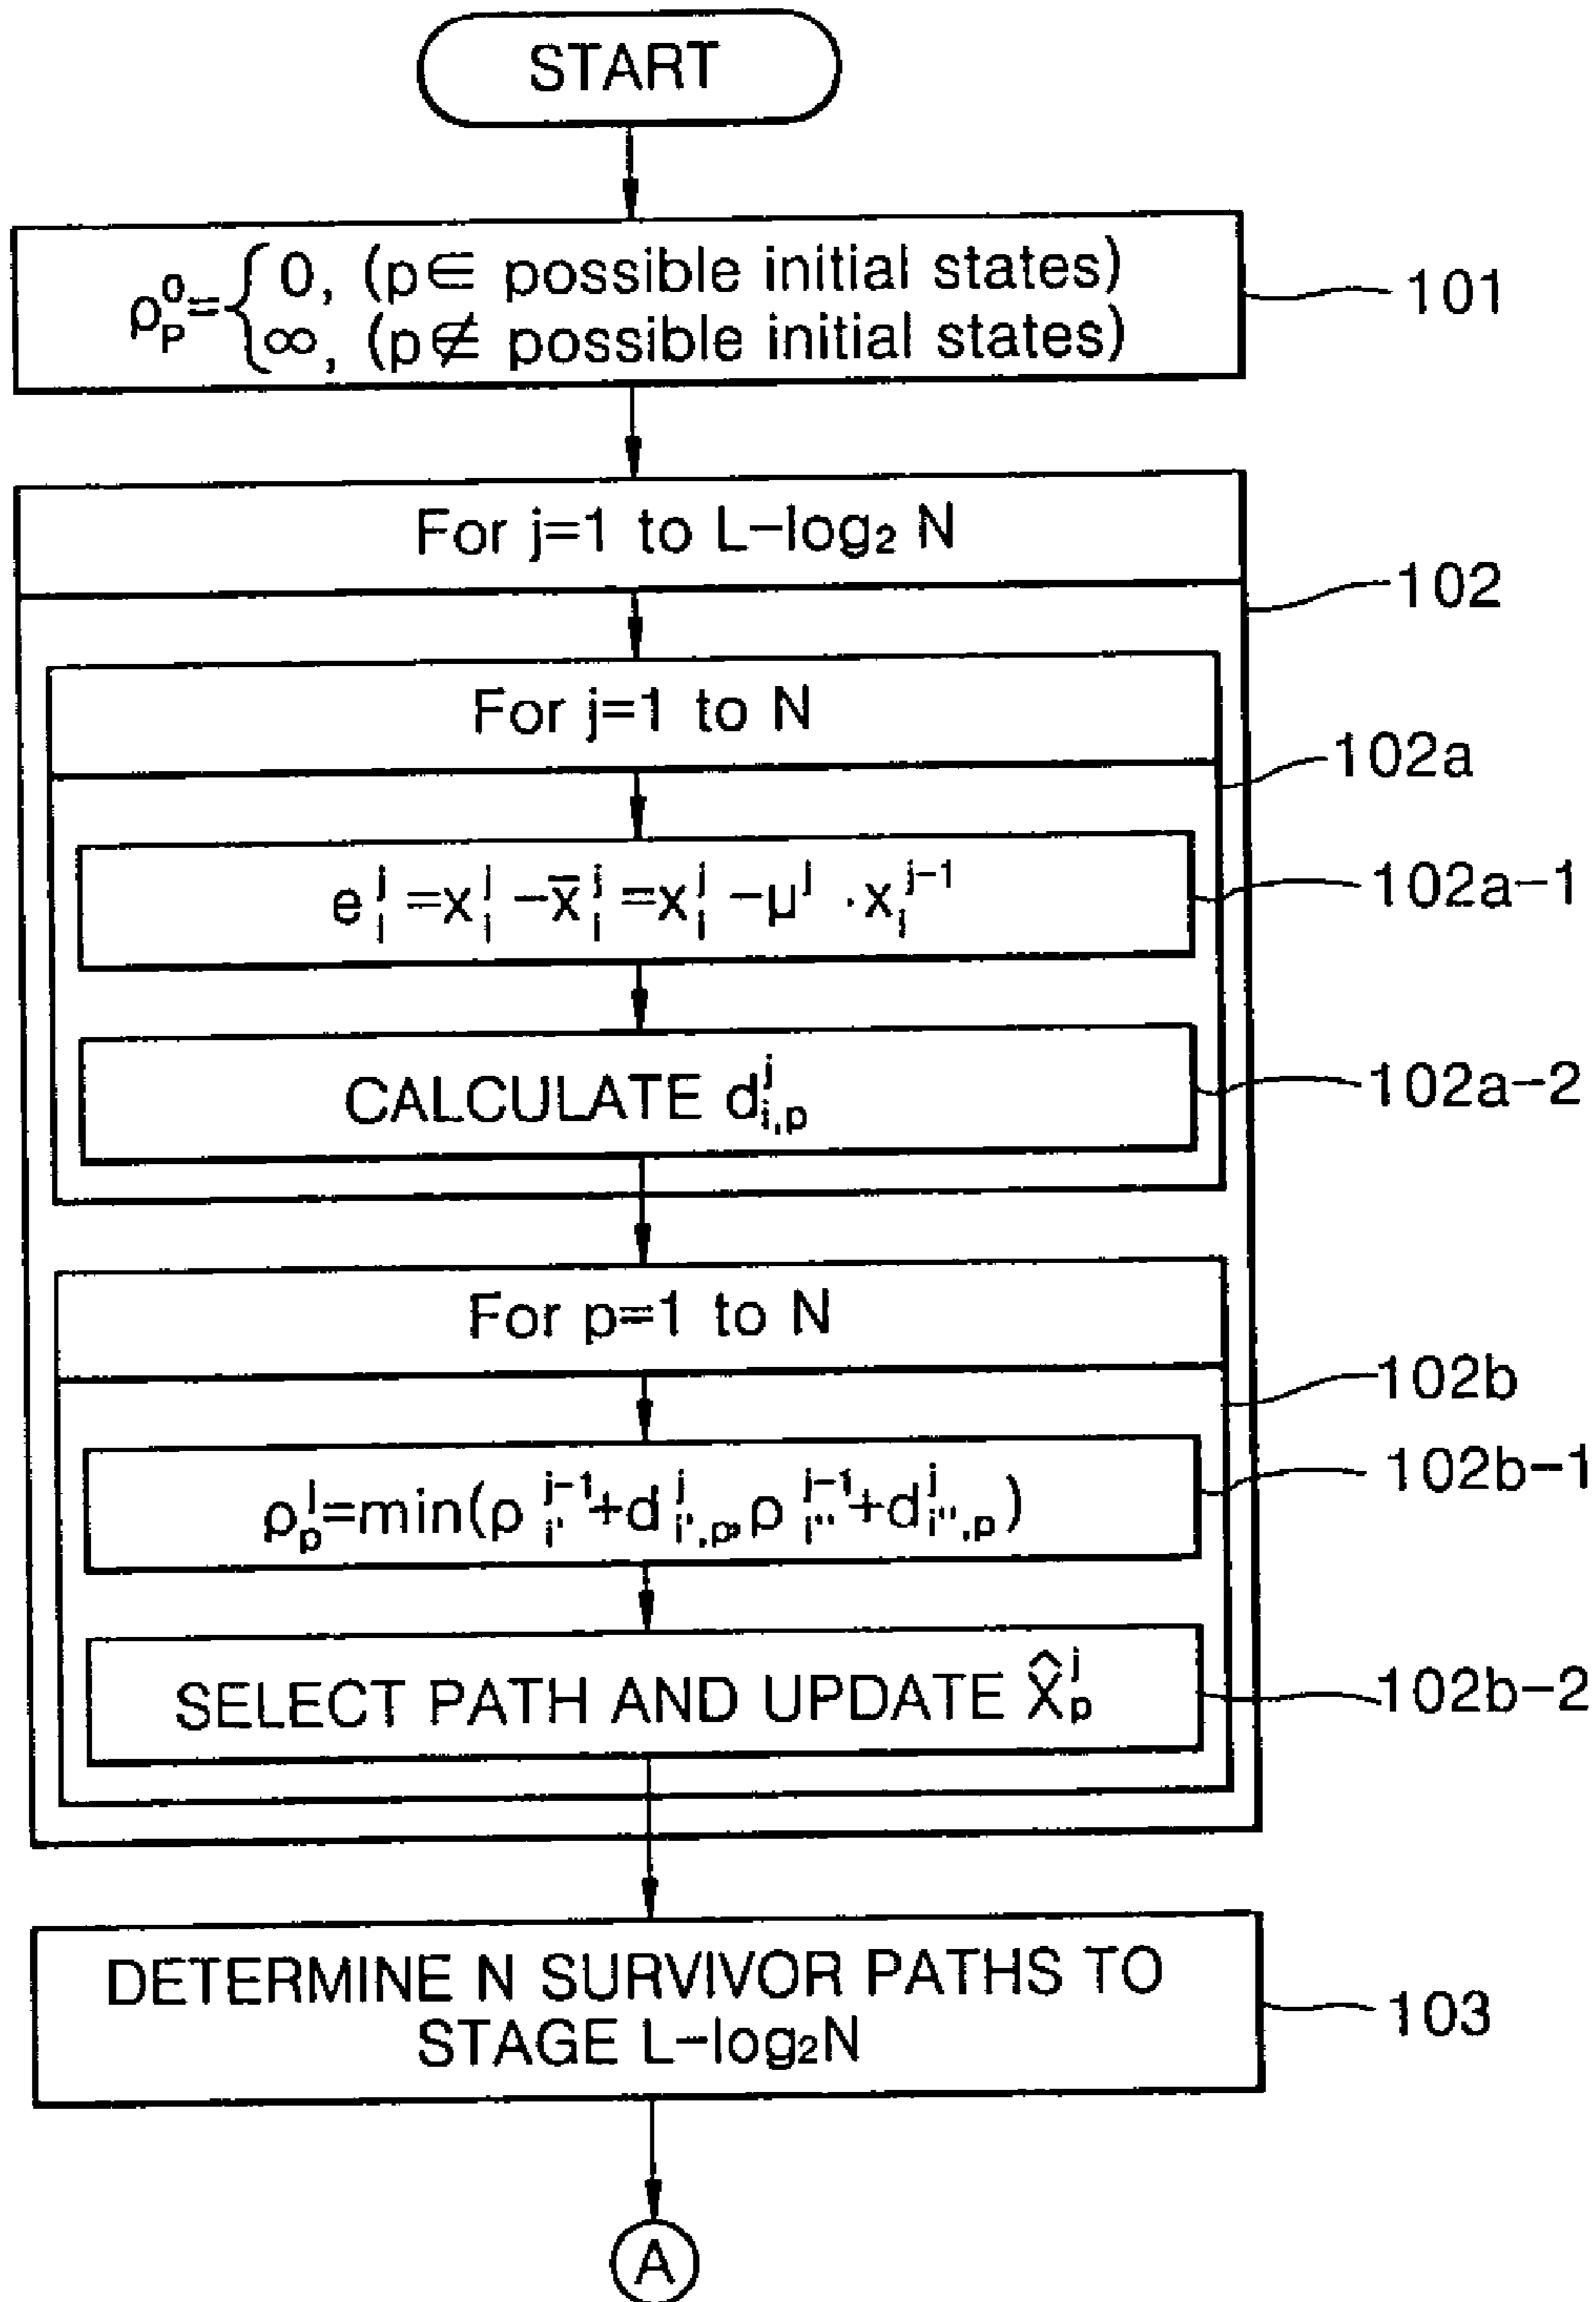 START
ρ_p^0 = { 0, (p∈ possible initial states)
∞, (p∉ possible initial states)
101
For j=1 to L-log₂ N
102
For j=1 to N
102a
e_i^j = x_i^j - x̄_i^j = x_i^j - μ^j · x_i^{j-1}
102a-1
CALCULATE d_{i,p}^j
102a-2
For p=1 to N
102b
ρ_p^j = min(ρ_{i'}^{j-1} + d_{i',p}^j, ρ_{i''}^{j-1} + d_{i'',p}^j)
102b-1
SELECT PATH AND UPDATE X̂_p^j
102b-2
DETERMINE N SURVIVOR PATHS TO
STAGE L-log₂N
103
A